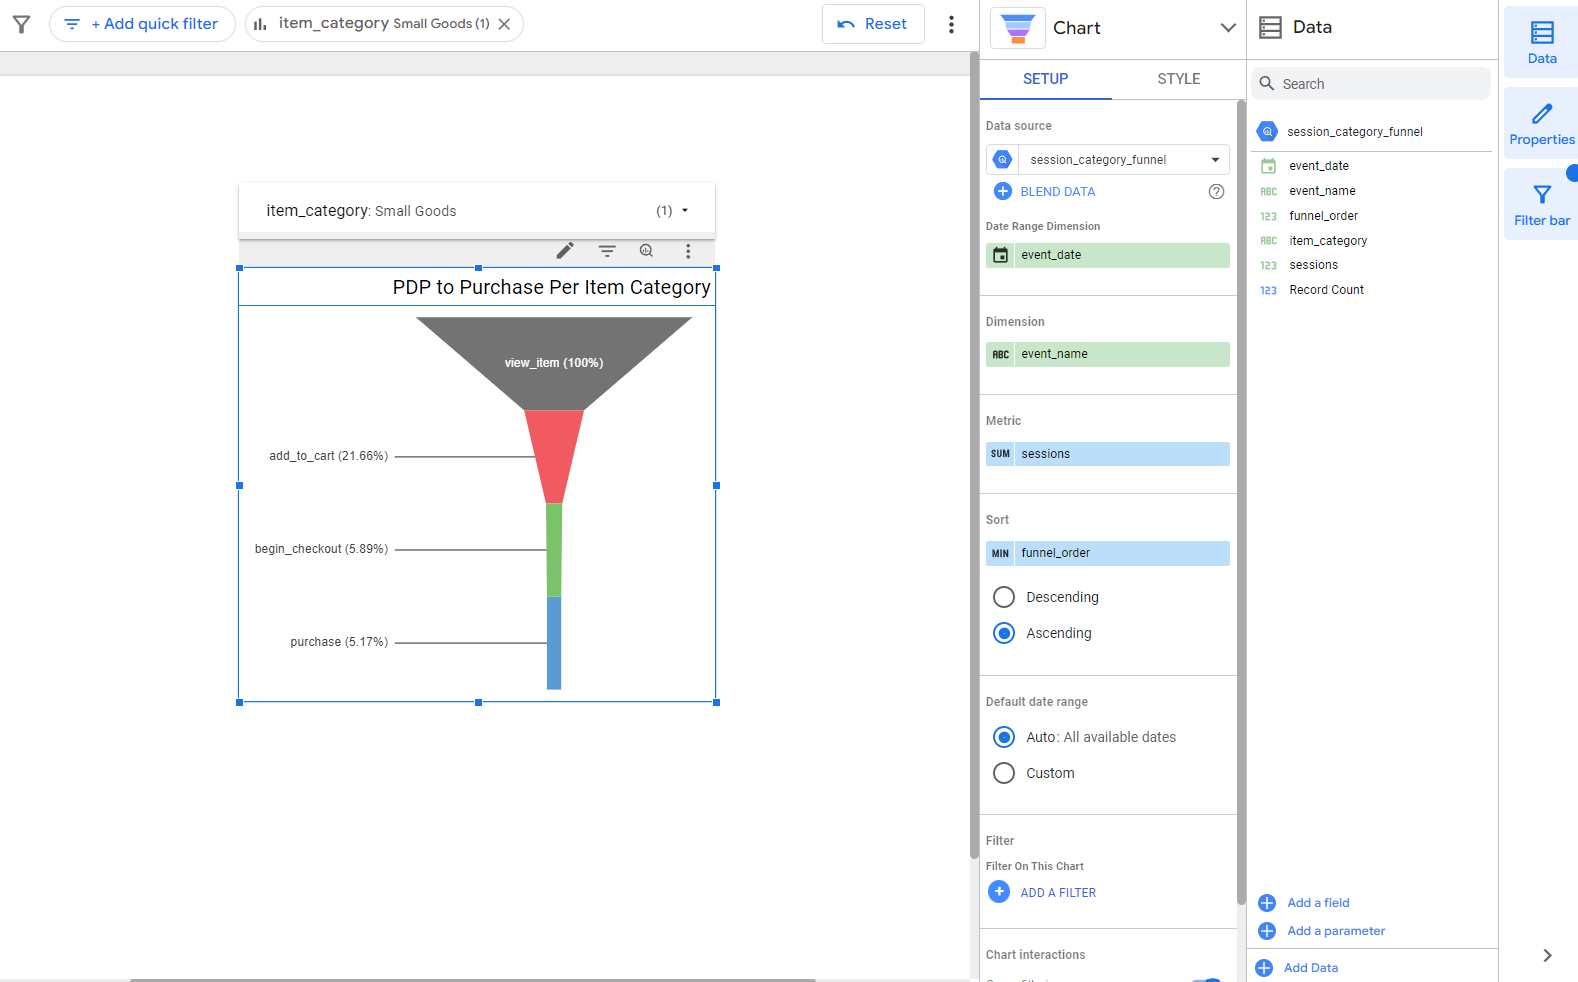 + Add quick filter
item_category Small Goods (1)
Reset
item_category: Small Goods (1)
PDP to Purchase Per Item Category
view_item (100%)
add_to_cart (21.66%)
begin_checkout (5.89%)
purchase (5.17%)
Chart
SETUP STYLE
Data source
session_category_funnel
BLEND DATA
Date Range Dimension
event_date
Dimension
ABC event_name
Metric
SUM sessions
Sort
MIN funnel_order
Descending
Ascending
Default date range
Auto: All available dates
Custom
Filter
Filter On This Chart
ADD A FILTER
Chart interactions
Data
Search
session_category_funnel
event_date
ABC event_name
123 funnel_order
ABC item_category
123 sessions
123 Record Count
Add a field
Add a parameter
Add Data
Data
Properties
Filter bar